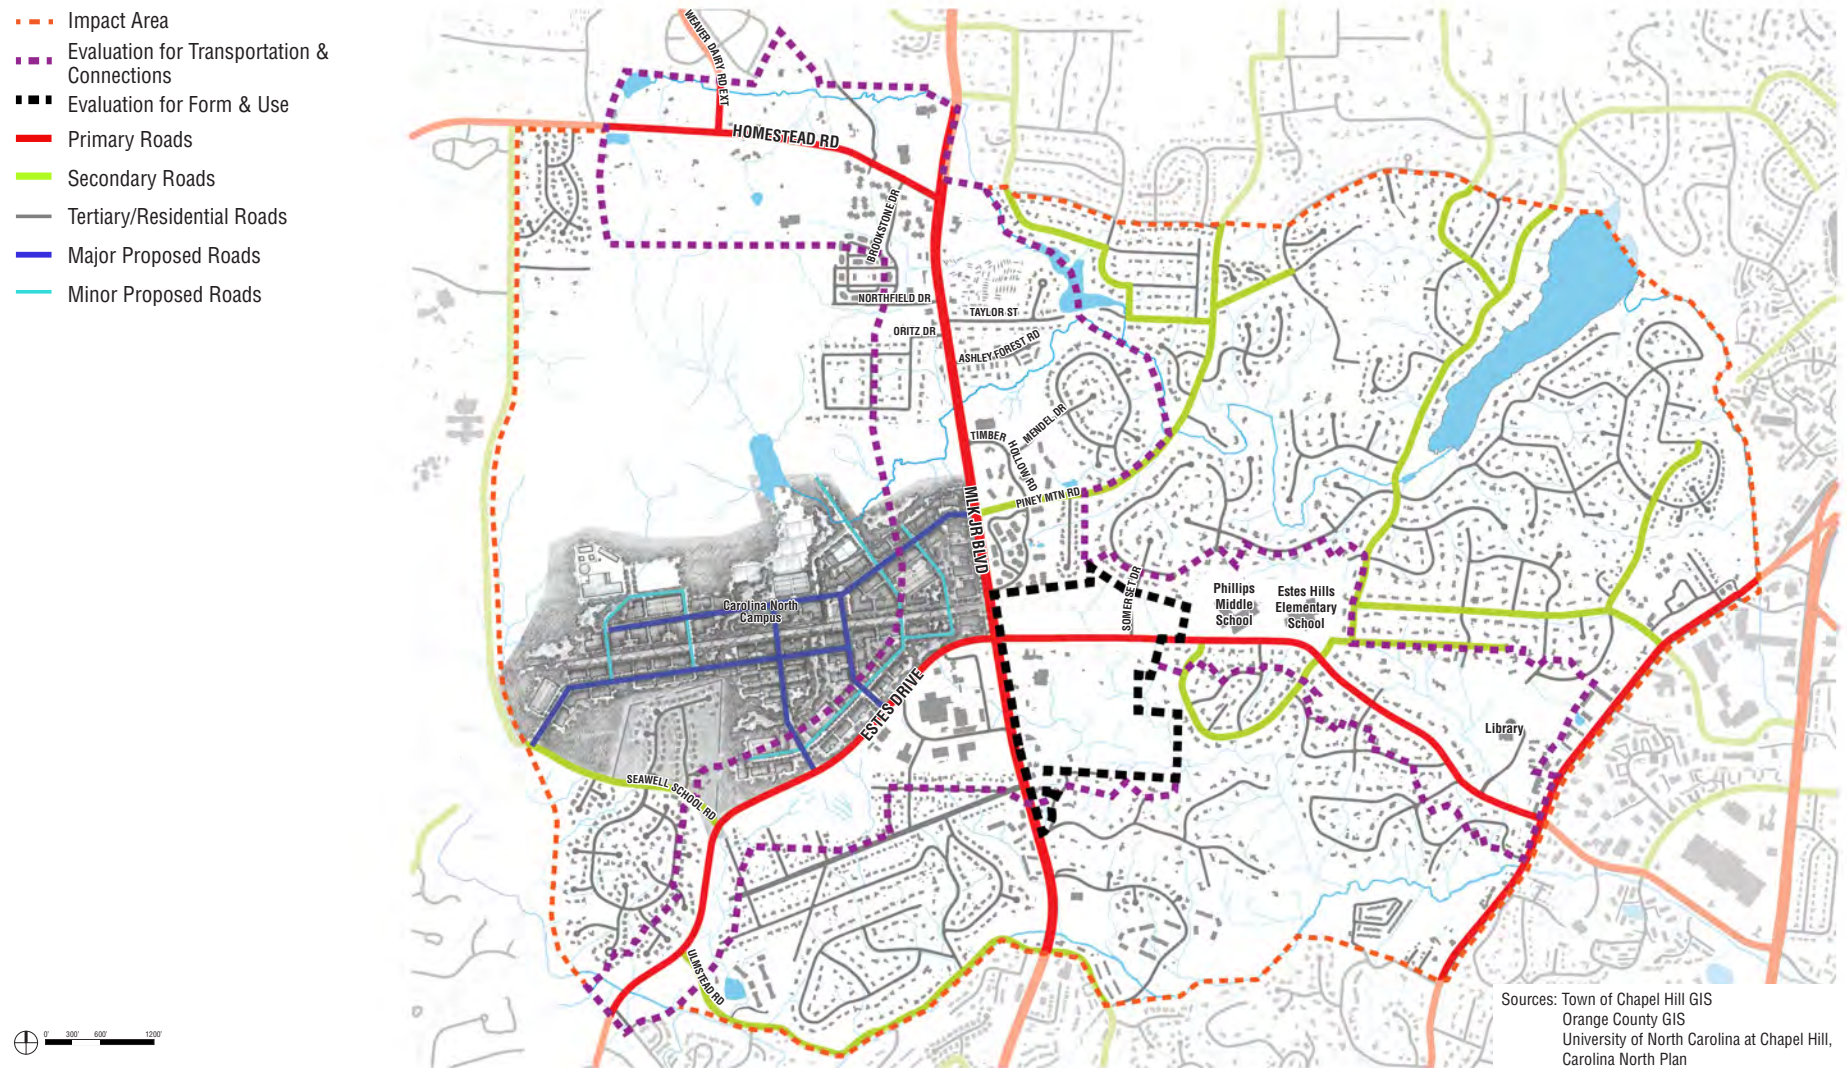 Impact Area
Evaluation for Transportation &
Connections
Evaluation for Form & Use
Primary Roads
Secondary Roads
Tertiary/Residential Roads
Major Proposed Roads
Minor Proposed Roads
WEAVER DAIRY RD EXT
HOMESTEAD RD
BROOKSTONE DR
NORTHFIELD DR
TAYLOR ST
ORITZ DR
ASHLEY FOREST RD
MENDEL DR
TIMBER
HOLLOW RD
PINEY MTN RD
MLK JR BLVD
SOMERSET DR
Phillips
Middle
School
Estes Hills
Elementary
School
Carolina North
Campus
ESTES DRIVE
Library
SEAWELL SCHOOL RD
ULMSTEAD RD
0'
300'
600'
1200'
Sources: Town of Chapel Hill GIS
Orange County GIS
University of North Carolina at Chapel Hill,
Carolina North Plan